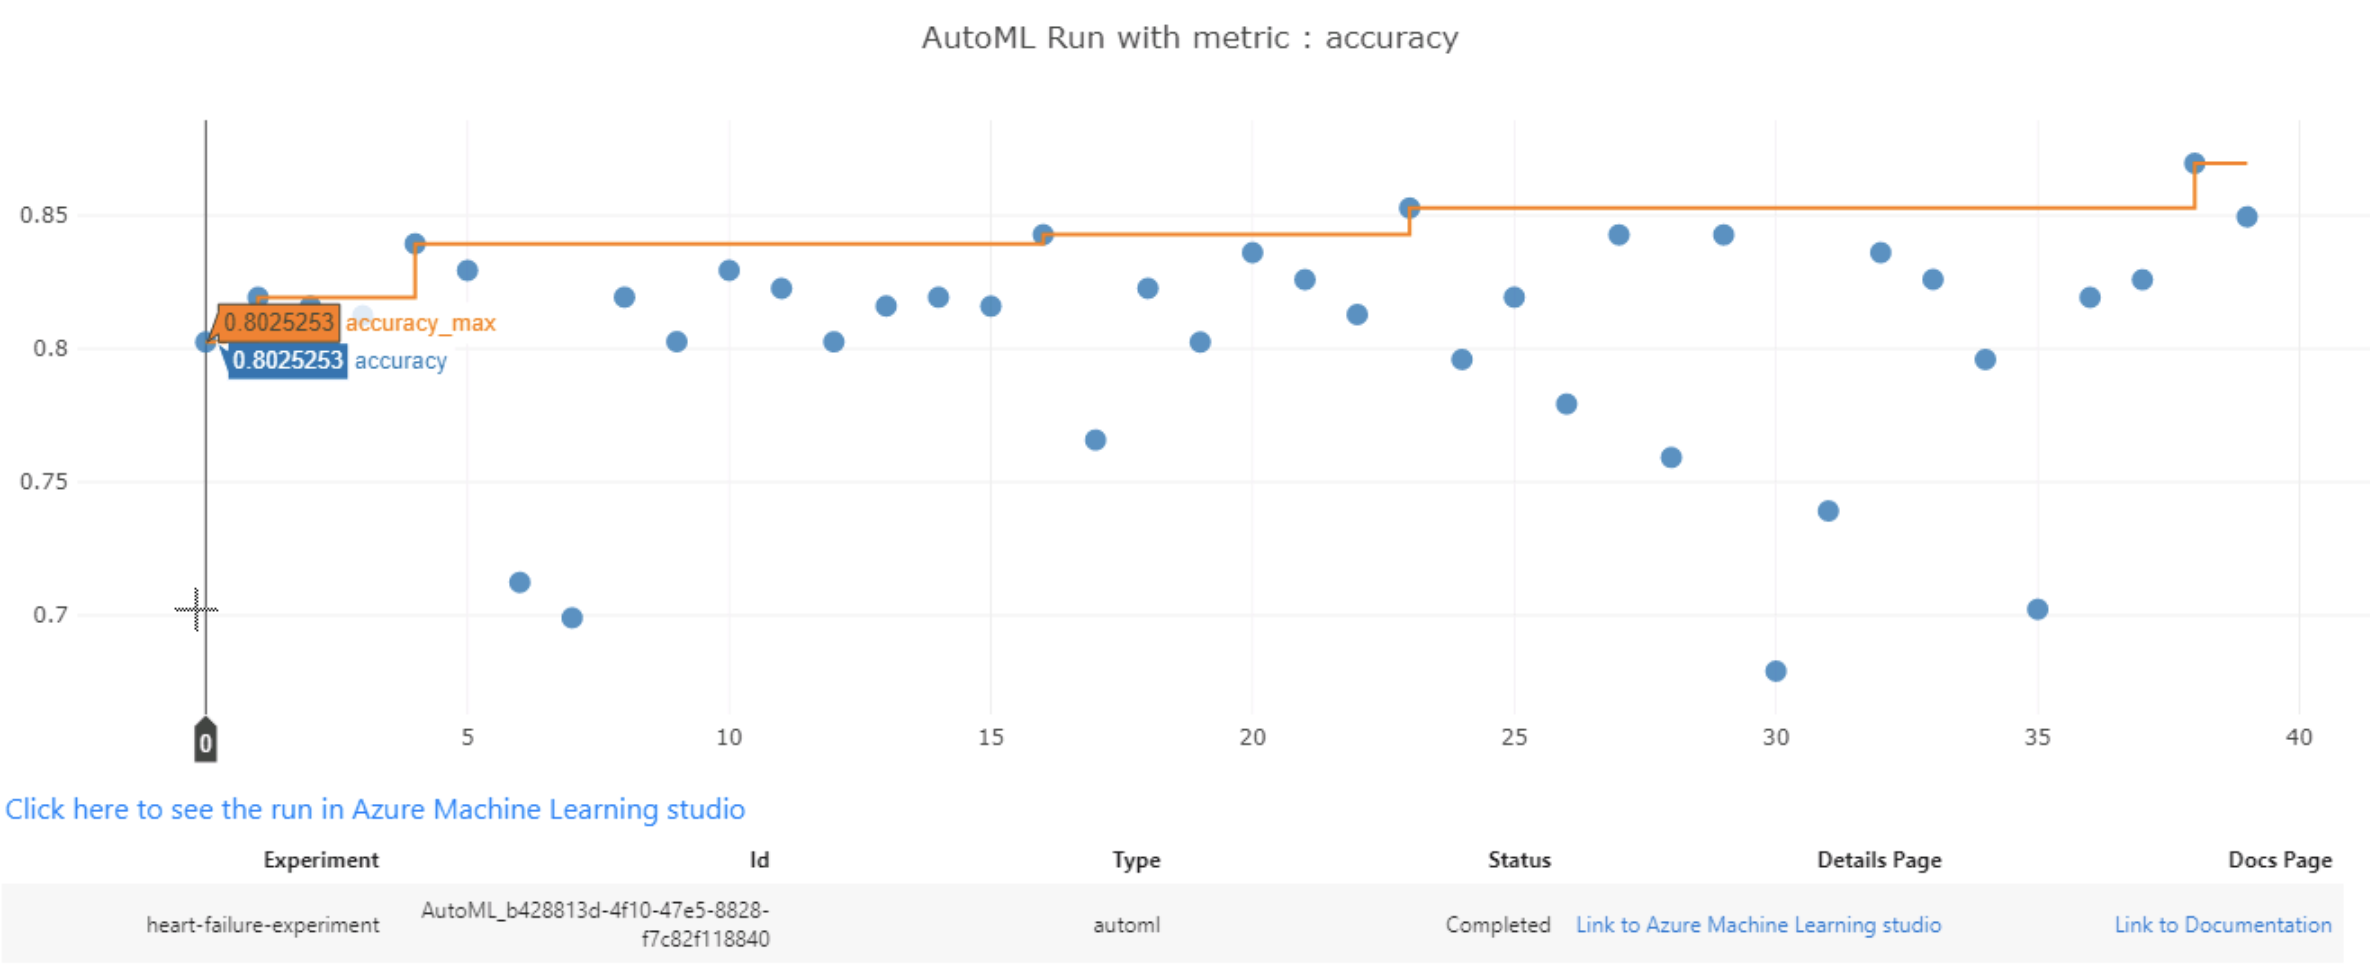 AutoML Run with metric : accuracy
0.85
0.8
0.75
0.7
0.8025253 accuracy_max
0.8025253 accuracy
0 5 10 15 20 25 30 35 40
Click here to see the run in Azure Machine Learning studio
Experiment Id Type Status Details Page Docs Page
heart-failure-experiment AutoML_b428813d-4f10-47e5-8828-
f7c82f118840 automl Completed Link to Azure Machine Learning studio Link to Documentation